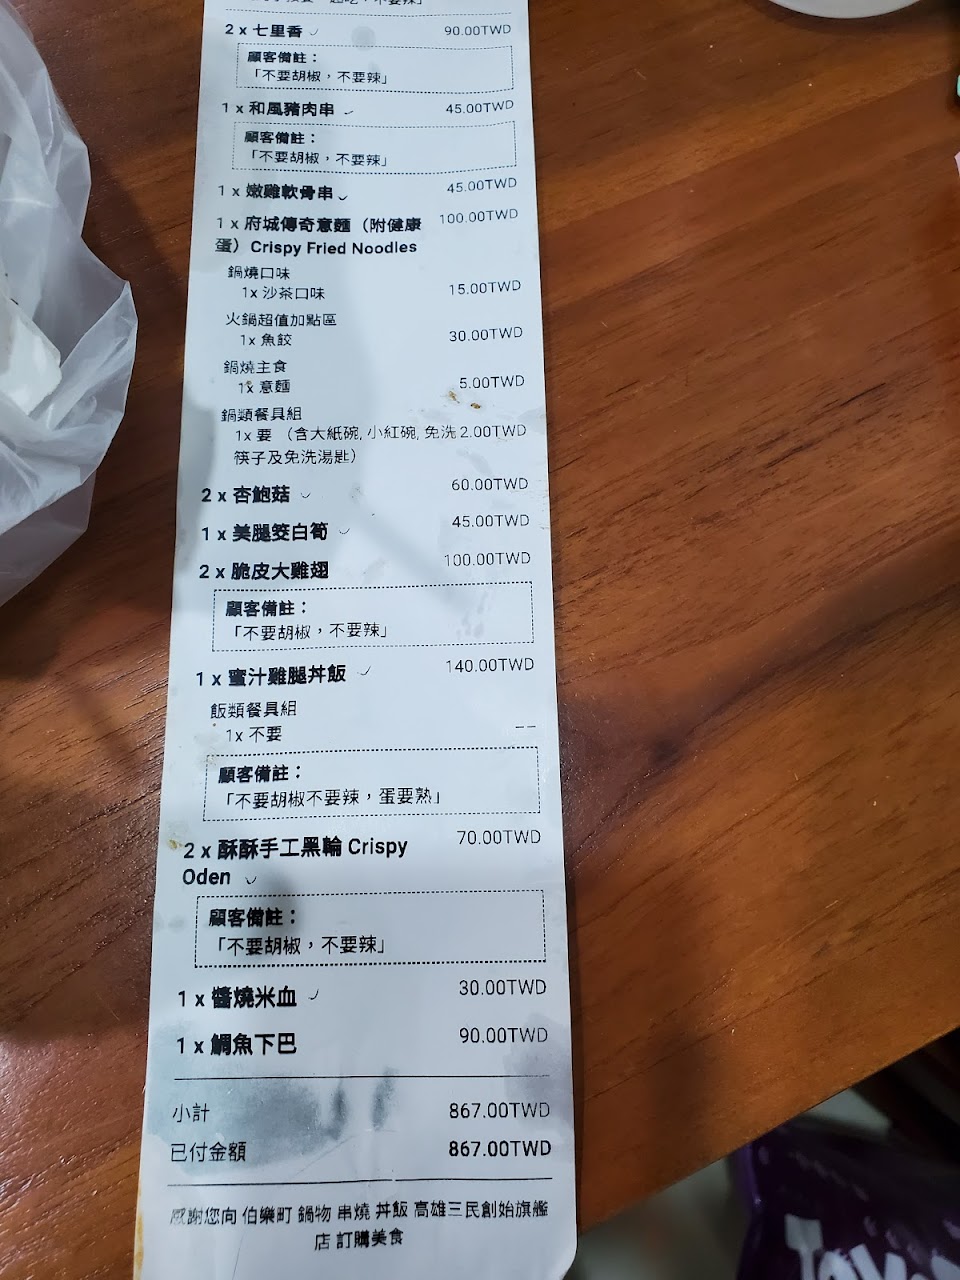 2 x 七里香
90.00TWD
顧客備註：
「不要胡椒，不要辣」
1 x 和風豬肉串
45.00TWD
顧客備註：
「不要胡椒，不要辣」
1 x 嫩雞軟骨串
45.00TWD
1 x 府城傳奇意麵（附健康
100.00TWD
蛋）Crispy Fried Noodles
鍋燒口味
1x 沙茶口味
15.00TWD
火鍋超值加點區
1x 魚餃
30.00TWD
鍋燒主食
1x 意麵
5.00TWD
鍋類餐具組
1x 要 （含大紙碗, 小紅碗, 免洗
2.00TWD
筷子及免洗湯匙）
2 x 杏鮑菇
60.00TWD
1 x 美腿筊白筍
45.00TWD
2 x 脆皮大雞翅
100.00TWD
顧客備註：
「不要胡椒，不要辣」
1 x 蜜汁雞腿丼飯
140.00TWD
飯類餐具組
1x 不要
--
顧客備註：
「不要胡椒不要辣，蛋要熟」
2 x 酥酥手工黑輪 Crispy
70.00TWD
Oden
顧客備註：
「不要胡椒，不要辣」
1 x 醬燒米血
30.00TWD
1 x 鯛魚下巴
90.00TWD
小計
867.00TWD
已付金額
867.00TWD
感謝您向 伯樂町 鍋物 串燒 丼飯 高雄三民創始旗艦
店 訂購美食